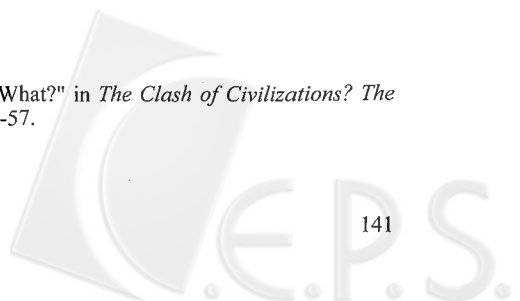 What?" in The Clash of Civilizations? The
-57.
141
C.E.P.S.